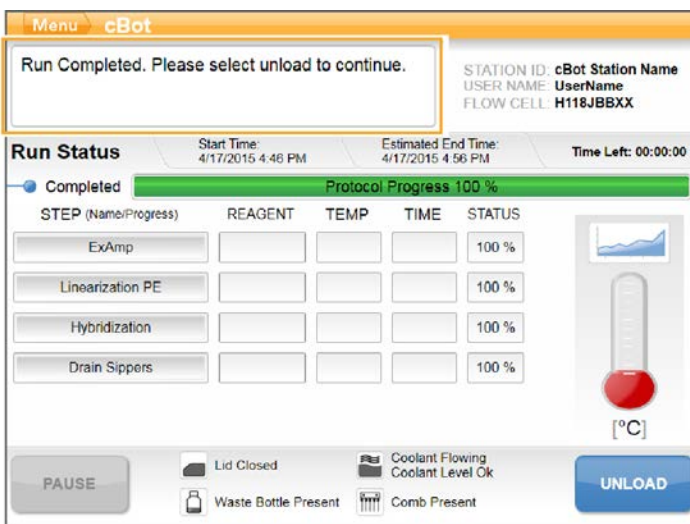 Menu cBot
Run Completed. Please select unload to continue.
STATION ID: cBot Station Name
USER NAME: UserName
FLOW CELL: H118JBBXX
Run Status
Start Time:
4/17/2015 4:46 PM
Estimated End Time:
4/17/2015 4:56 PM
Time Left: 00:00:00
Completed
Protocol Progress 100 %
STEP (Name/Progress) REAGENT TEMP TIME STATUS
ExAmp 100 %
Linearization PE 100 %
Hybridization 100 %
Drain Sippers 100 %
[°C]
PAUSE
Lid Closed
Coolant Flowing
Coolant Level Ok
Waste Bottle Present
Comb Present
UNLOAD